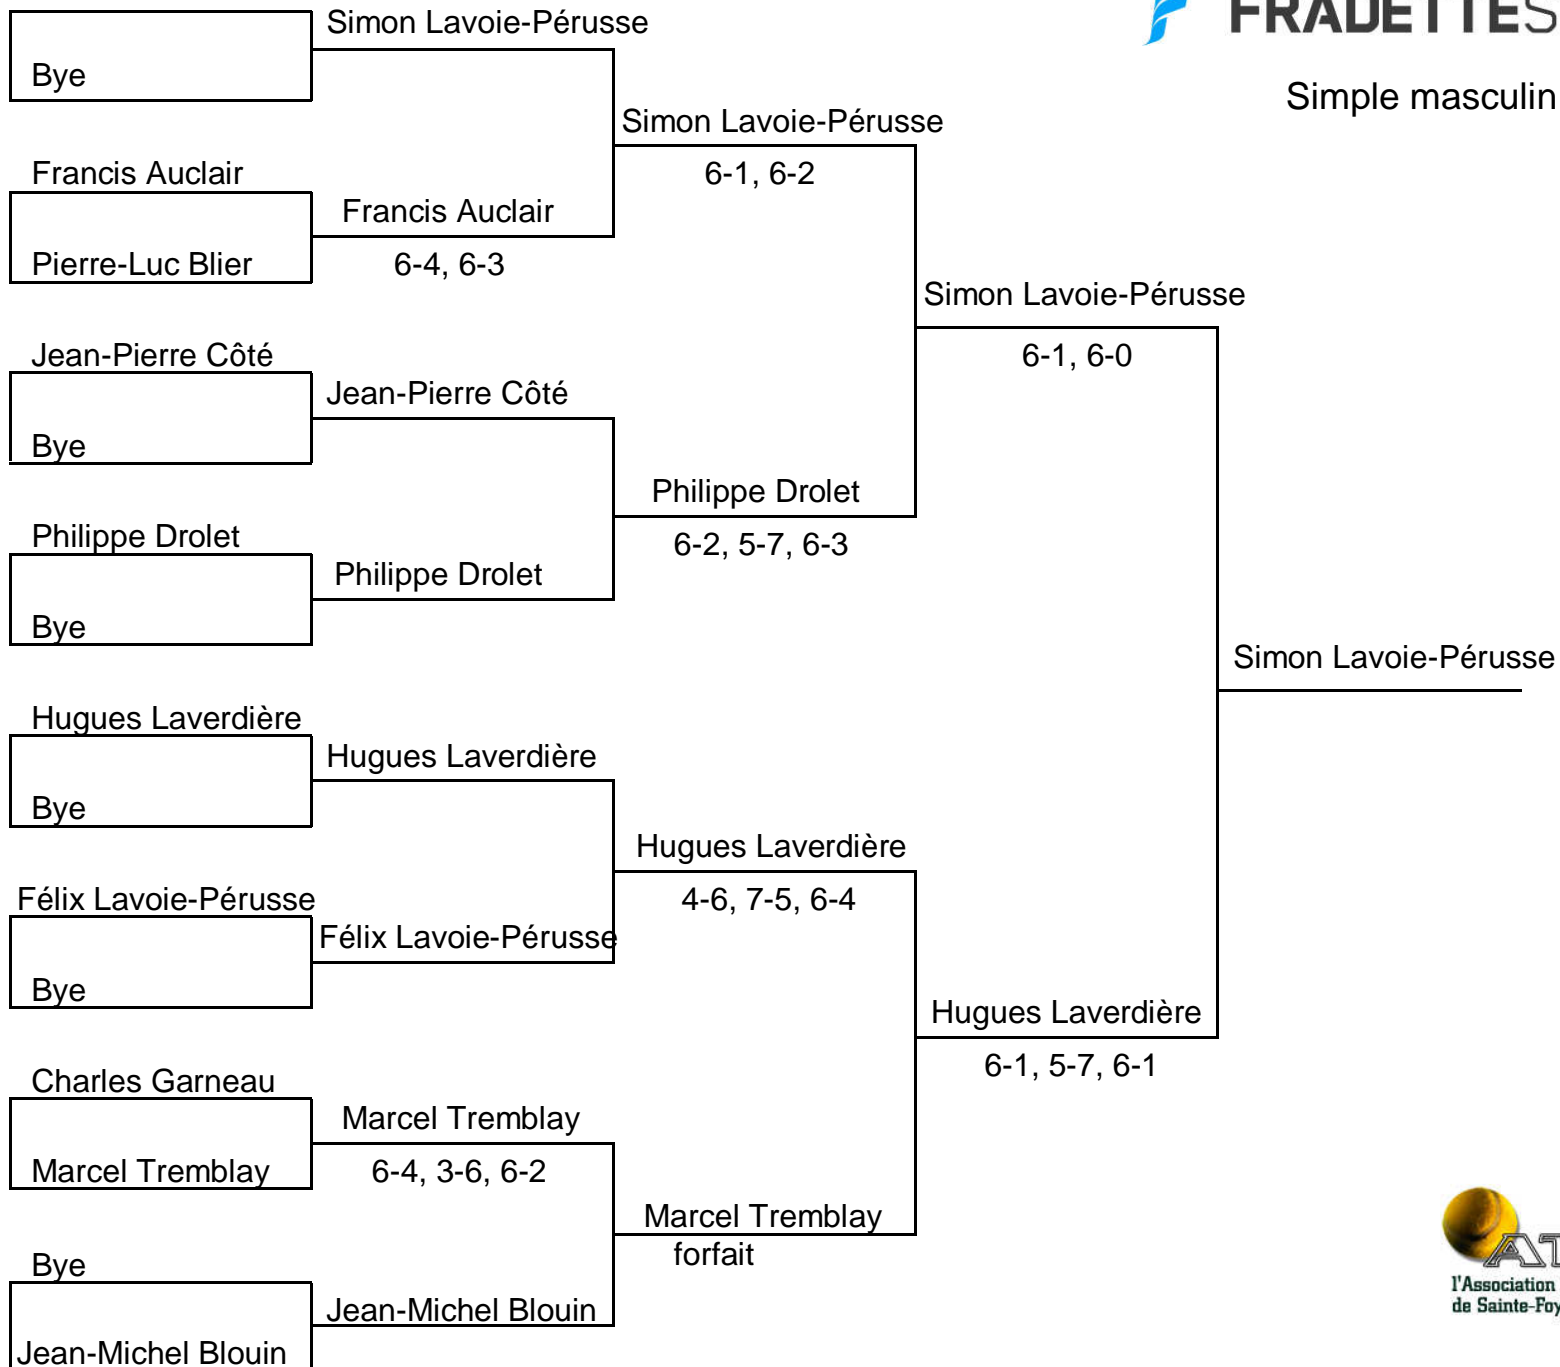 FRADETTES
Simple masculin
Simon Lavoie-Pérusse
Bye
Simon Lavoie-Pérusse
6-1, 6-2
Francis Auclair
Francis Auclair
Pierre-Luc Blier
6-4, 6-3
Simon Lavoie-Pérusse
6-1, 6-0
Jean-Pierre Côté
Jean-Pierre Côté
Bye
Philippe Drolet
6-2, 5-7, 6-3
Philippe Drolet
Philippe Drolet
Bye
Simon Lavoie-Pérusse
Hugues Laverdière
Hugues Laverdière
Bye
Hugues Laverdière
4-6, 7-5, 6-4
Félix Lavoie-Pérusse
Félix Lavoie-Pérusse
Bye
Hugues Laverdière
6-1, 5-7, 6-1
Charles Garneau
Marcel Tremblay
Marcel Tremblay
6-4, 3-6, 6-2
Marcel Tremblay
forfait
Bye
Jean-Michel Blouin
Jean-Michel Blouin
l'Association
de Sainte-Foy